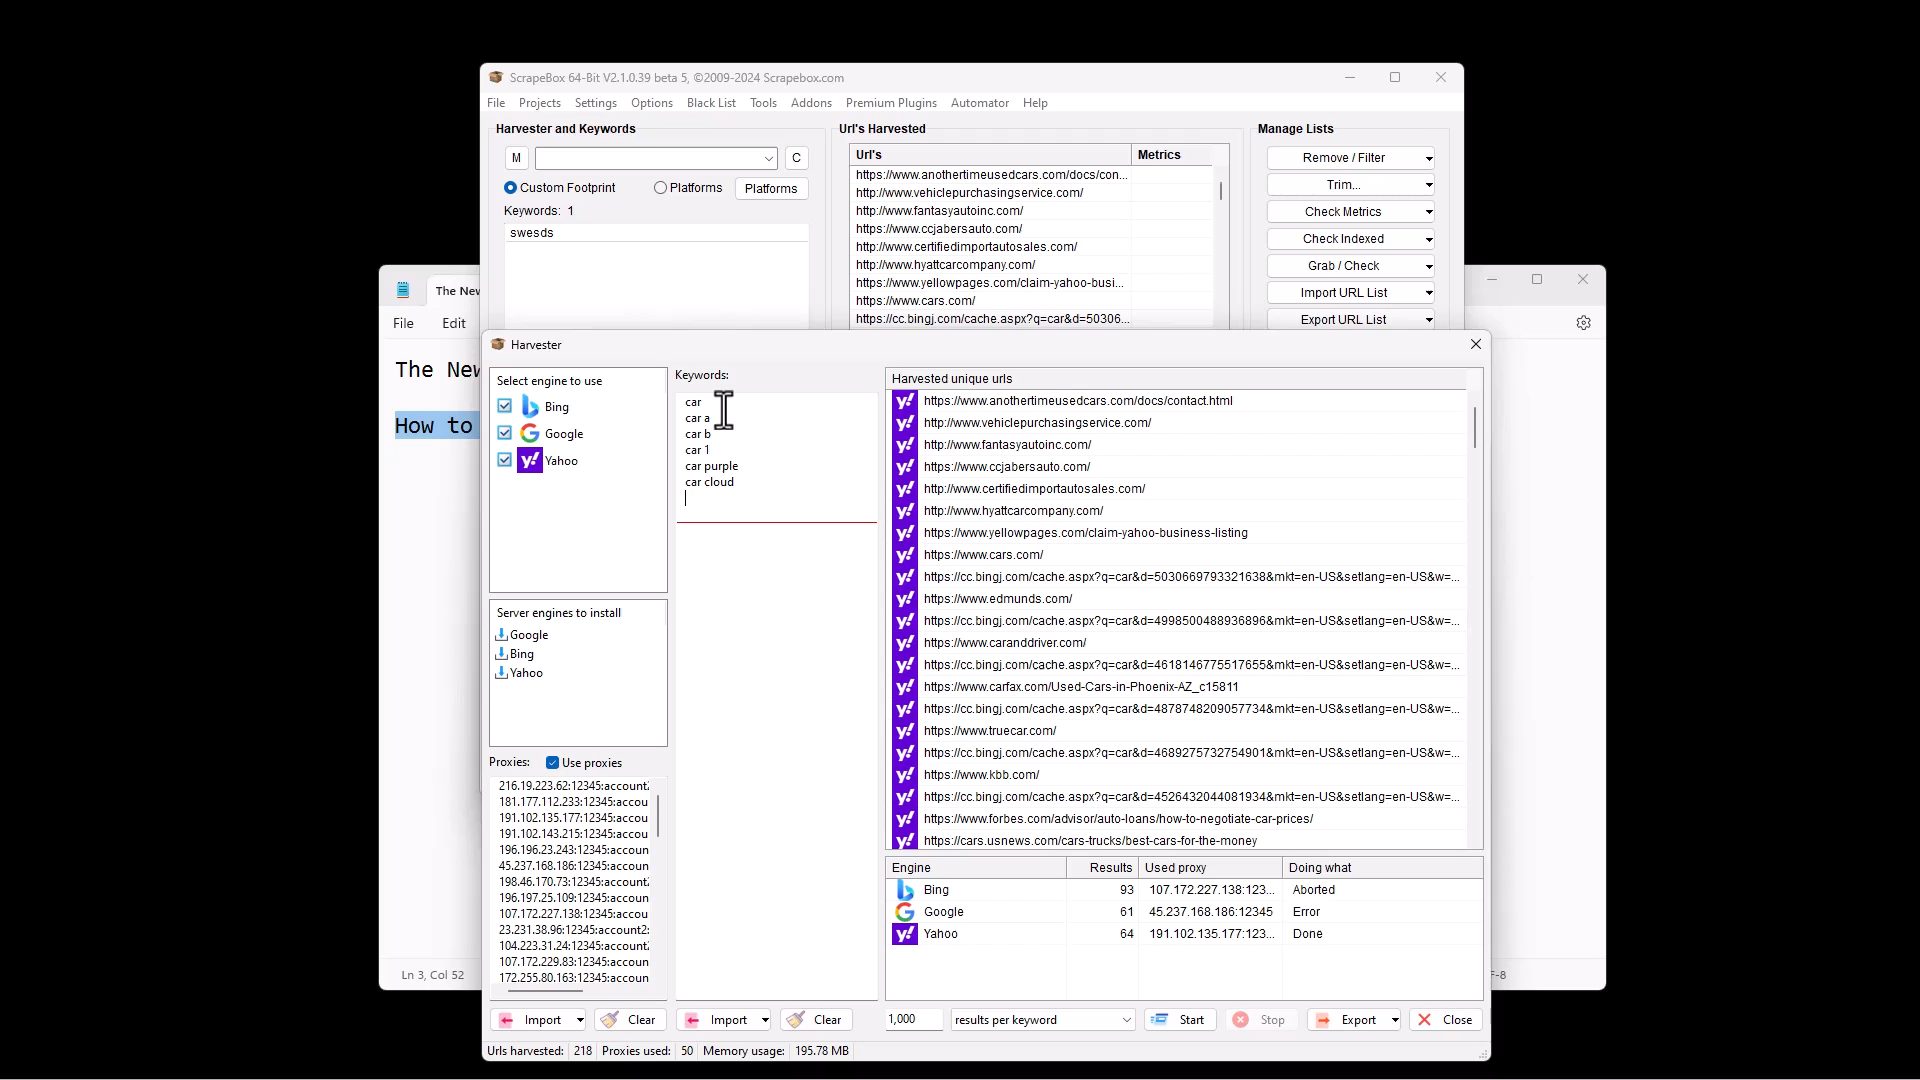 ScrapeBox 64-Bit V2.1.0.39 beta 5, ©2009-2024 Scrapebox.com
File Projects Settings Options Black List Tools Addons Premium Plugins Automator Help
Harvester and Keywords
M
C
Custom Footprint
Platforms
Platforms
Keywords: 1
swesds
Url's Harvested
Url's Metrics
https://www.anothertimeusedcars.com/docs/con...
http://www.vehiclepurchasingservice.com/
http://www.fantasyautoinc.com/
https://www.ccjabersauto.com/
http://www.certifiedimportautosales.com/
http://www.hyattcarcompany.com/
https://www.yellowpages.com/claim-yahoo-busi...
https://www.cars.com/
https://cc.bingj.com/cache.aspx?q=car&d=50306...
Manage Lists
Remove / Filter
Trim...
Check Metrics
Check Indexed
Grab / Check
Import URL List
Export URL List
The New
File Edit
The New
How to
Ln 3, Col 52
F-8
Harvester
Select engine to use
Bing
Google
Yahoo
Server engines to install
Google
Bing
Yahoo
Proxies: Use proxies
216.19.223.62:12345:account2
181.177.112.233:12345:accou
191.102.135.177:12345:accou
191.102.143.215:12345:accou
196.196.23.243:12345:accoun
45.237.168.186:12345:accoun
198.46.170.73:12345:account2
196.197.25.109:12345:accoun
107.172.227.138:12345:accou
23.231.38.96:12345:account2:
104.223.31.24:12345:account2
107.172.229.83:12345:accoun
172.255.80.163:12345:accoun
Import Clear
Keywords:
car
car a
car b
car 1
car purple
car cloud
Import Clear
Harvested unique urls
https://www.anothertimeusedcars.com/docs/contact.html
http://www.vehiclepurchasingservice.com/
http://www.fantasyautoinc.com/
https://www.ccjabersauto.com/
http://www.certifiedimportautosales.com/
http://www.hyattcarcompany.com/
https://www.yellowpages.com/claim-yahoo-business-listing
https://www.cars.com/
https://cc.bingj.com/cache.aspx?q=car&d=5030669793321638&mkt=en-US&setlang=en-US&w=...
https://www.edmunds.com/
https://cc.bingj.com/cache.aspx?q=car&d=4998500488936896&mkt=en-US&setlang=en-US&w=...
https://www.caranddriver.com/
https://cc.bingj.com/cache.aspx?q=car&d=4618146775517655&mkt=en-US&setlang=en-US&w=...
https://www.carfax.com/Used-Cars-in-Phoenix-AZ_c15811
https://cc.bingj.com/cache.aspx?q=car&d=4878748209057734&mkt=en-US&setlang=en-US&w=...
https://www.truecar.com/
https://cc.bingj.com/cache.aspx?q=car&d=4689275732754901&mkt=en-US&setlang=en-US&w=...
https://www.kbb.com/
https://cc.bingj.com/cache.aspx?q=car&d=4526432044081934&mkt=en-US&setlang=en-US&w=...
https://www.forbes.com/advisor/auto-loans/how-to-negotiate-car-prices/
https://cars.usnews.com/cars-trucks/best-cars-for-the-money
Engine Results Used proxy Doing what
Bing 93 107.172.227.138:123... Aborted
Google 61 45.237.168.186:12345 Error
Yahoo 64 191.102.135.177:123... Done
1,000 results per keyword Start Stop Export Close
Urls harvested: 218 Proxies used: 50 Memory usage: 195.78 MB